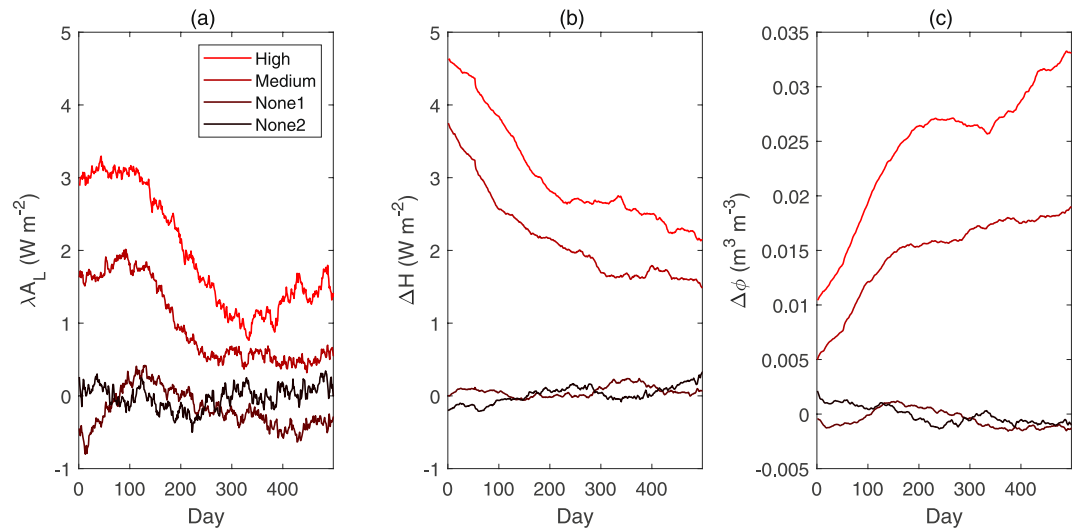 (a)
5
4
3
2
1
0
-1
λA_L (W m⁻²)
0 100 200 300 400
Day
High
Medium
None1
None2
(b)
5
4
3
2
1
0
-1
ΔH (W m⁻²)
0 100 200 300 400
Day
(c)
0.035
0.03
0.025
0.02
0.015
0.01
0.005
0
-0.005
Δϕ (m³ m⁻³)
0 100 200 300 400
Day